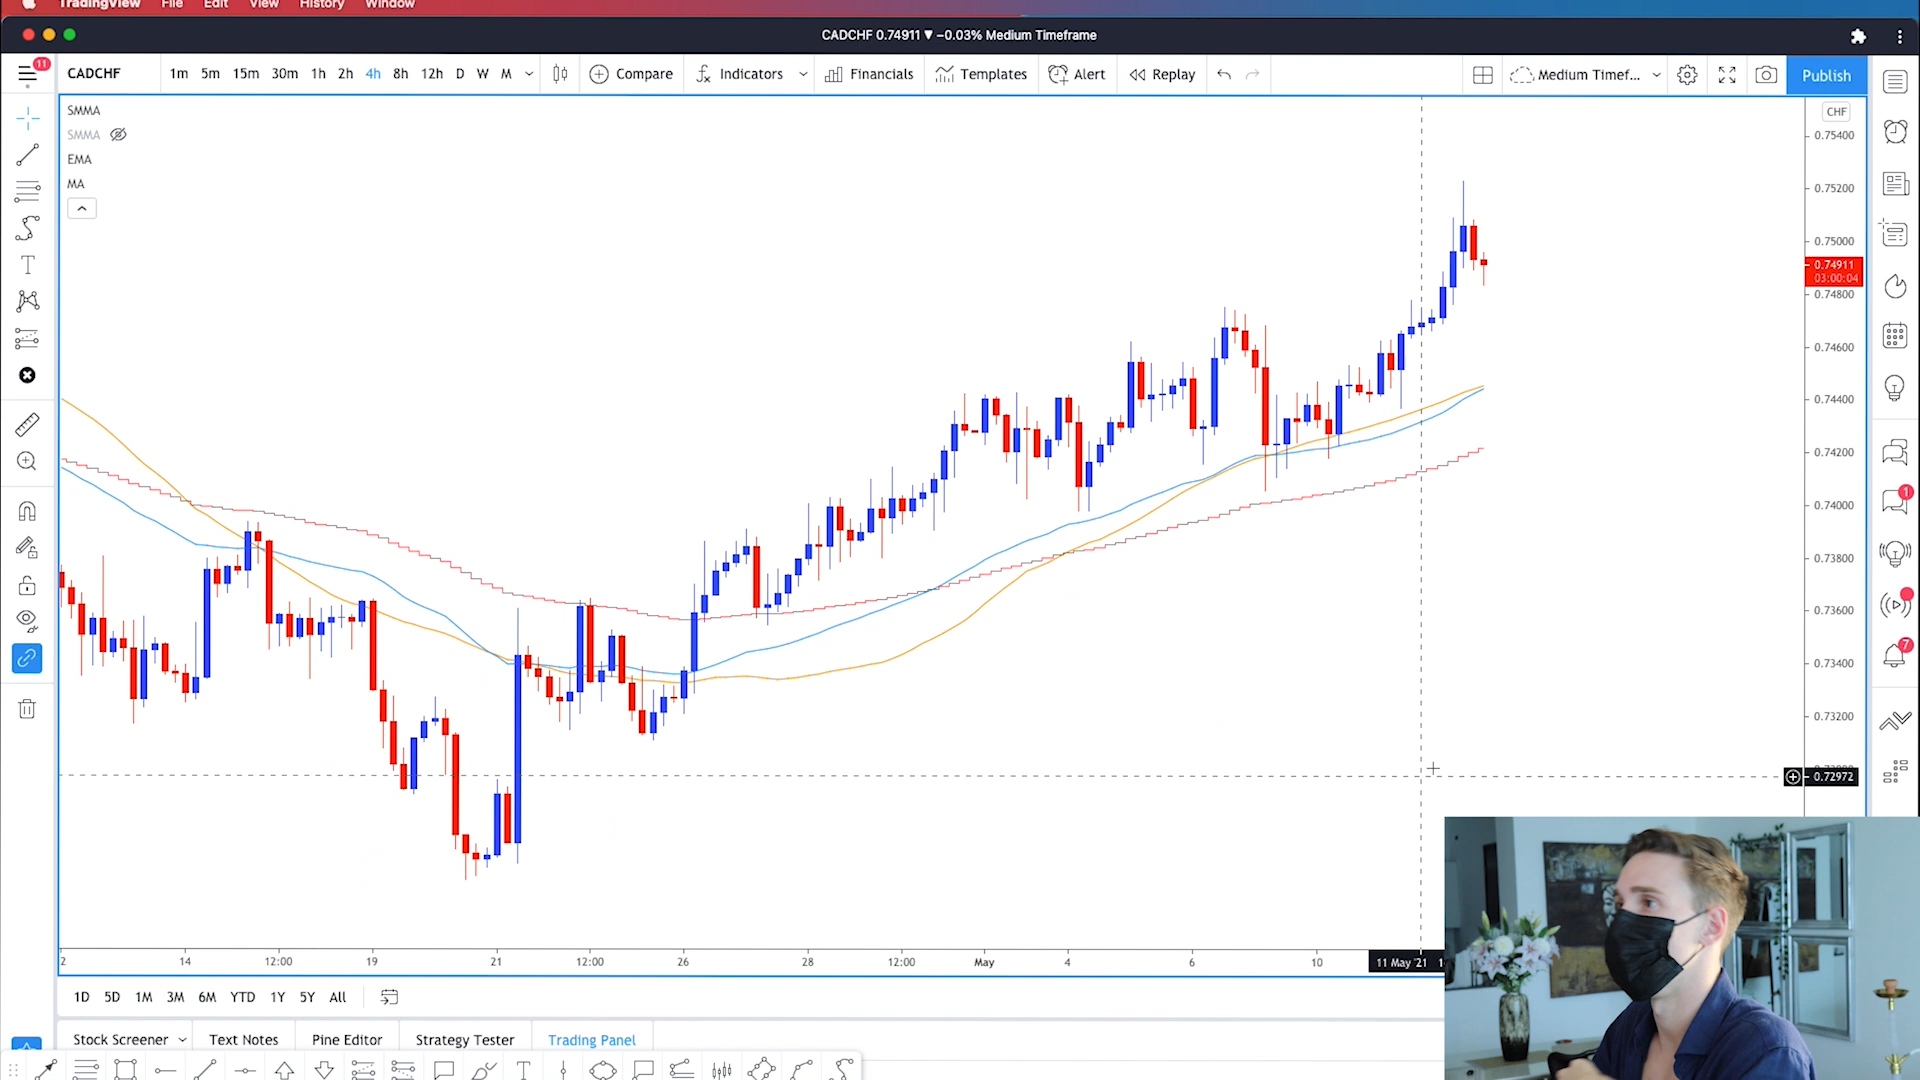 TradingView File Edit View History Window
CADCHF 0.74911 ▼ −0.03% Medium Timeframe
11
CADCHF 1m 5m 15m 30m 1h 2h 4h 8h 12h D W M Compare Indicators Financials Templates Alert Replay Medium Timef... Publish
SMMA
SMMA
EMA
MA
CHF
0.75400
0.75200
0.75000
0.74911
03:00:04
0.74800
0.74600
0.74400
0.74200
0.74000
0.73800
0.73600
0.73400
0.73200
0.72972
1
7
2 14 12:00 19 21 12:00 26 28 12:00 May 4 6 10 11 May '21
1D 5D 1M 3M 6M YTD 1Y 5Y All
Stock Screener Text Notes Pine Editor Strategy Tester Trading Panel